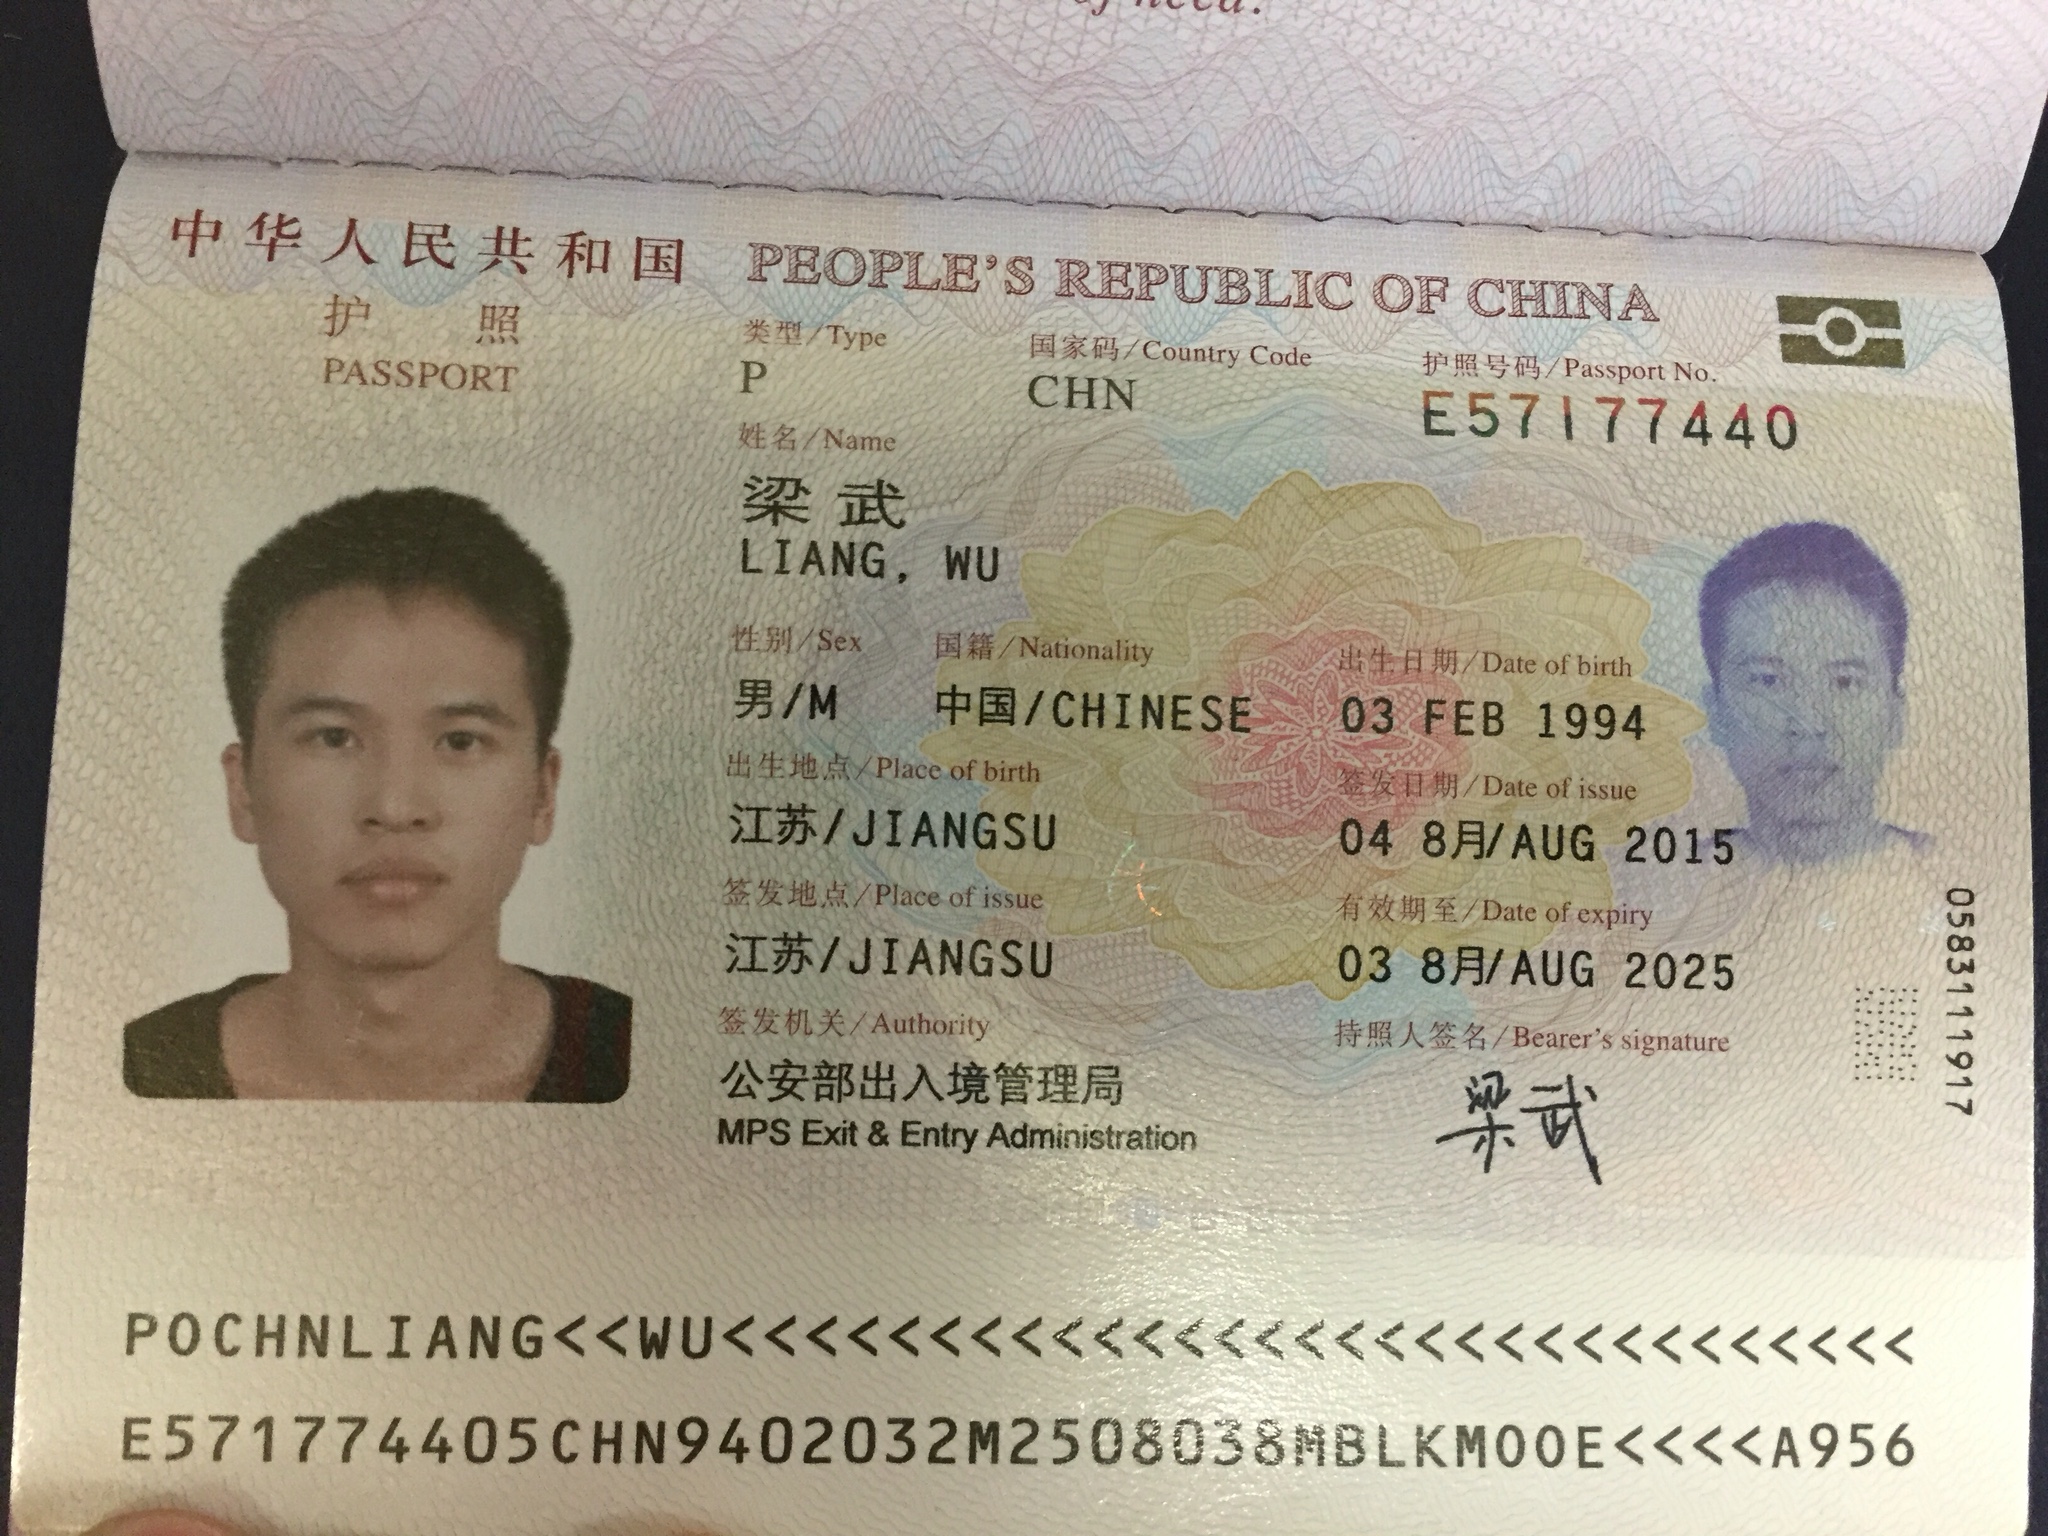 of need.
中华人民共和国 PEOPLE'S REPUBLIC OF CHINA
护 照
PASSPORT
类型/Type 国家码/Country Code 护照号码/Passport No.
P CHN E57177440
姓名/Name
梁 武
LIANG, WU
性别/Sex 国籍/Nationality 出生日期/Date of birth
男/M 中国/CHINESE 03 FEB 1994
出生地点/Place of birth 签发日期/Date of issue
江苏/JIANGSU 04 8月/AUG 2015
签发地点/Place of issue 有效期至/Date of expiry
江苏/JIANGSU 03 8月/AUG 2025
签发机关/Authority 持照人签名/Bearer's signature
公安部出入境管理局 梁武
MPS Exit & Entry Administration
0583111917
POCHNLIANG<<WU<<<<<<<<<<<<<<<<<<<<<<<<<<<<<<
E571774405CHN9402032M2508038MBLKMOOE<<<<A956